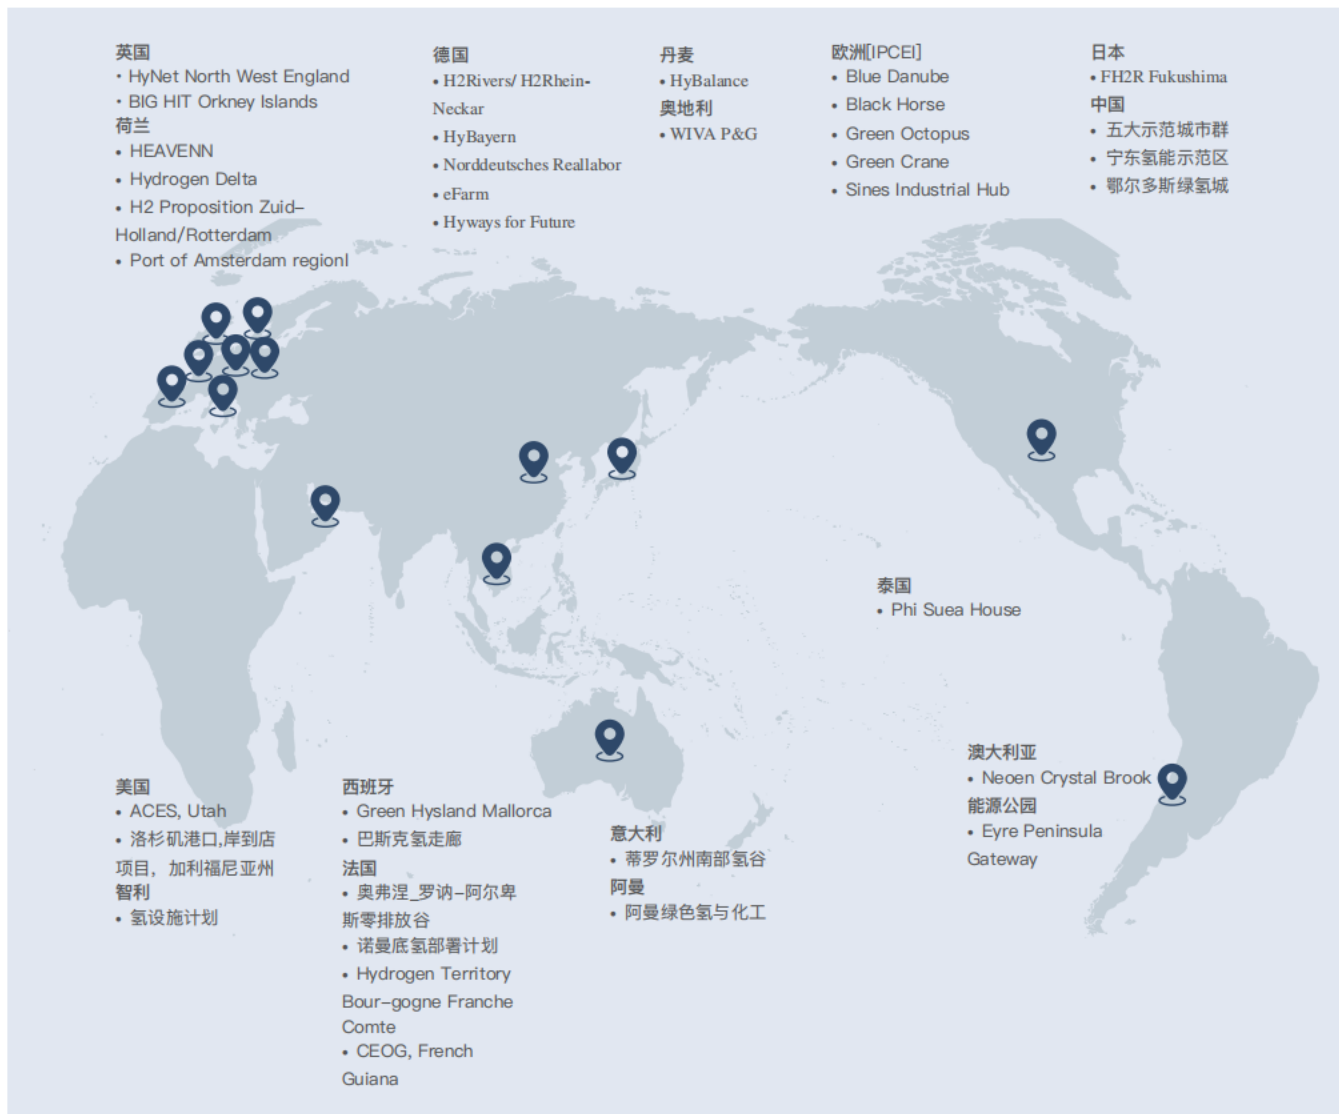 英国
• HyNet North West England
• BIG HIT Orkney Islands
荷兰
• HEAVENN
• Hydrogen Delta
• H2 Proposition Zuid-
Holland/Rotterdam
• Port of Amsterdam regionl
德国
• H2Rivers/ H2Rhein-
Neckar
• HyBayern
• Norddeutsches Reallabor
• eFarm
• Hyways for Future
丹麦
• HyBalance
奥地利
• WIVA P&G
欧洲[IPCEI]
• Blue Danube
• Black Horse
• Green Octopus
• Green Crane
• Sines Industrial Hub
日本
• FH2R Fukushima
中国
• 五大示范城市群
• 宁东氢能示范区
• 鄂尔多斯绿氢城
泰国
• Phi Suea House
美国
• ACES, Utah
• 洛杉矶港口,岸到店
项目，加利福尼亚州
智利
• 氢设施计划
西班牙
• Green Hysland Mallorca
• 巴斯克氢走廊
法国
• 奥弗涅_罗讷-阿尔卑
斯零排放谷
• 诺曼底氢部署计划
• Hydrogen Territory
Bour-gogne Franche
Comte
• CEOG, French
Guiana
意大利
• 蒂罗尔州南部氢谷
阿曼
• 阿曼绿色氢与化工
澳大利亚
• Neoen Crystal Brook
能源公园
• Eyre Peninsula
Gateway